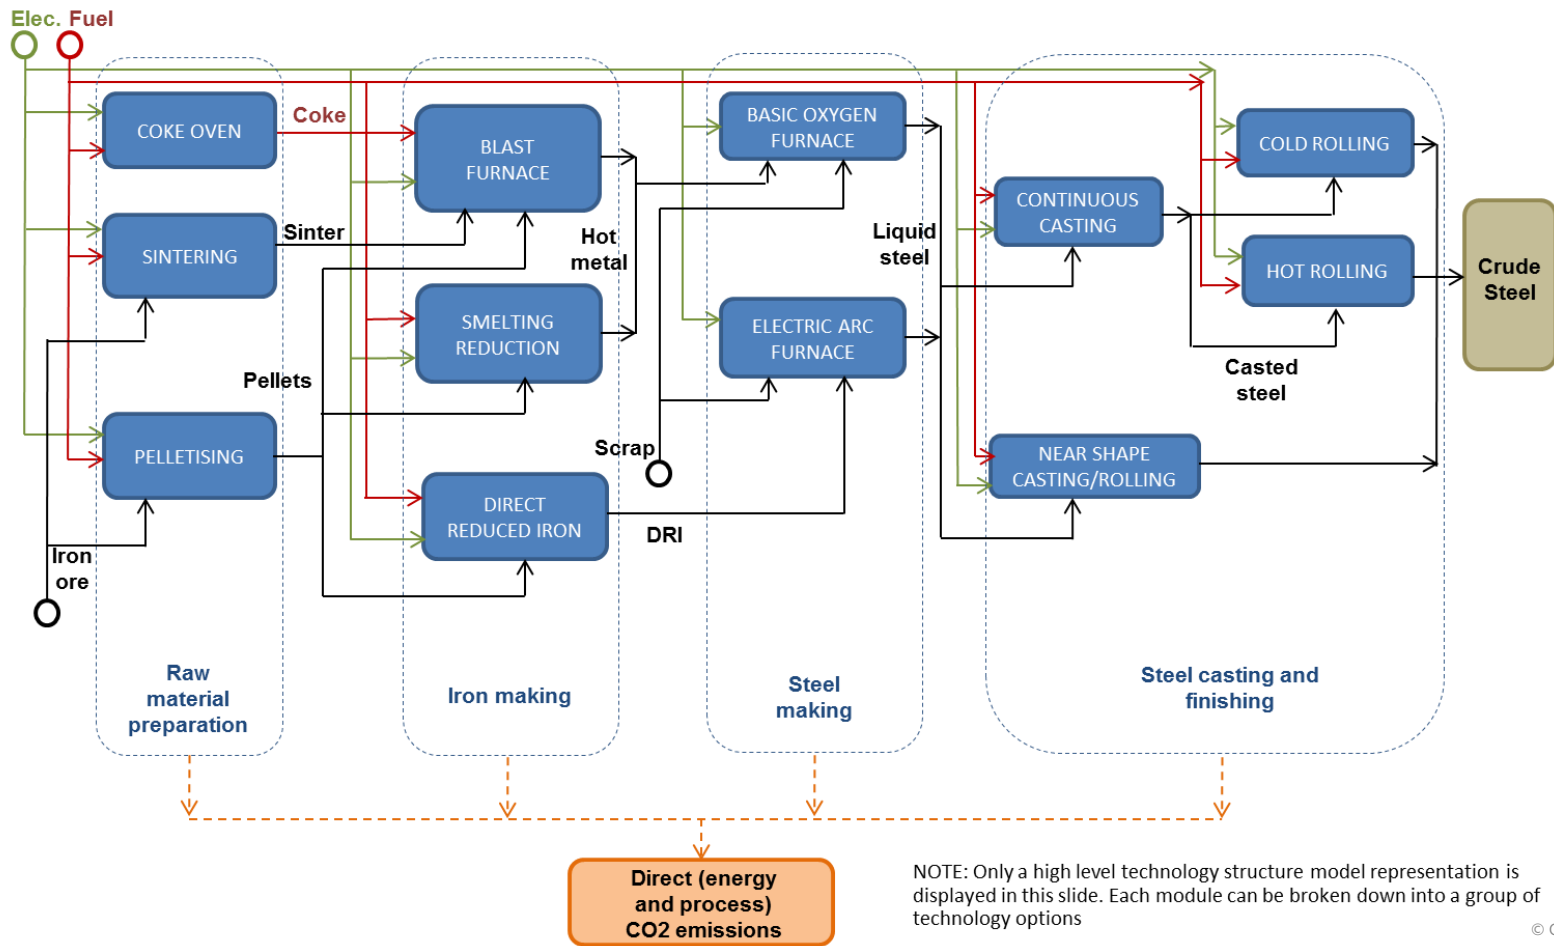 Elec. Fuel
COKE OVEN
Coke
BLAST
FURNACE
BASIC OXYGEN
FURNACE
COLD ROLLING
CONTINUOUS
CASTING
SINTERING
Sinter
Hot
metal
Liquid
steel
HOT ROLLING
Crude
Steel
SMELTING
REDUCTION
ELECTRIC ARC
FURNACE
Pellets
Casted
steel
PELLETISING
Scrap
NEAR SHAPE
CASTING/ROLLING
DIRECT
REDUCED IRON
DRI
Iron
ore
Raw
material
preparation
Iron making
Steel
making
Steel casting and
finishing
Direct (energy
and process)
CO2 emissions
NOTE: Only a high level technology structure model representation is
displayed in this slide. Each module can be broken down into a group of
technology options
©